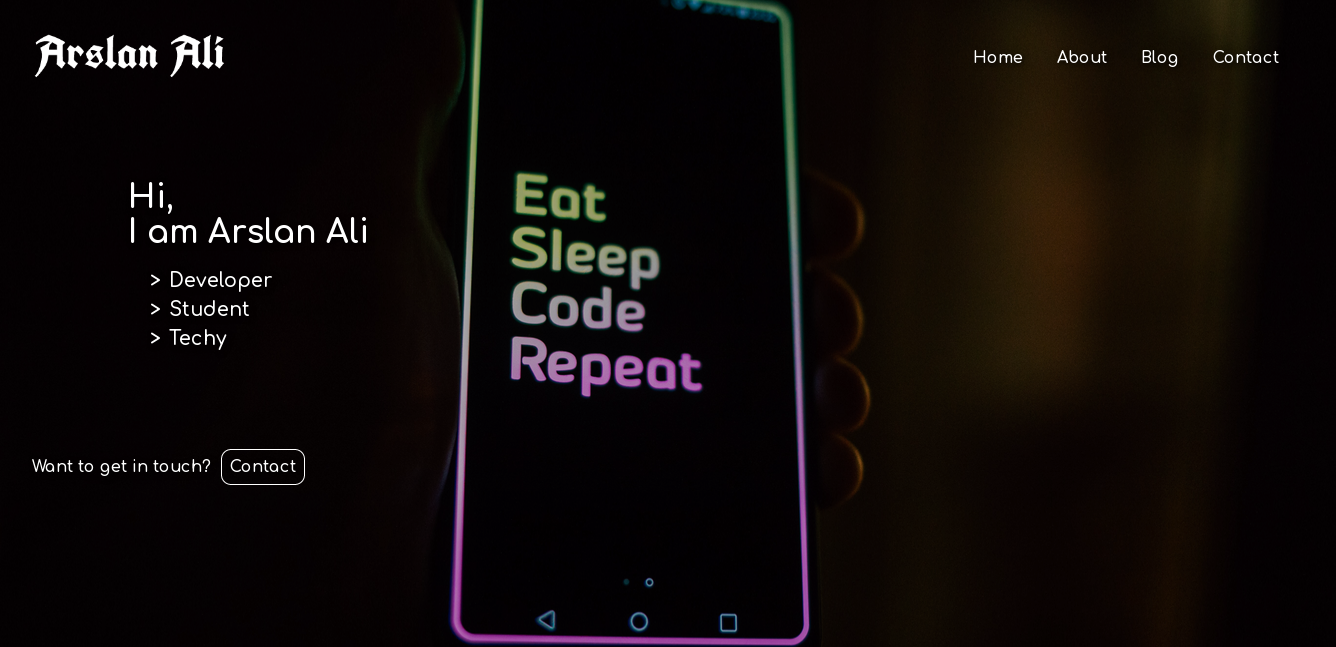 Arslan Ali
Home About Blog Contact
Hi,
I am Arslan Ali
> Developer
> Student
> Techy
Want to get in touch? Contact
Eat
Sleep
Code
Repeat